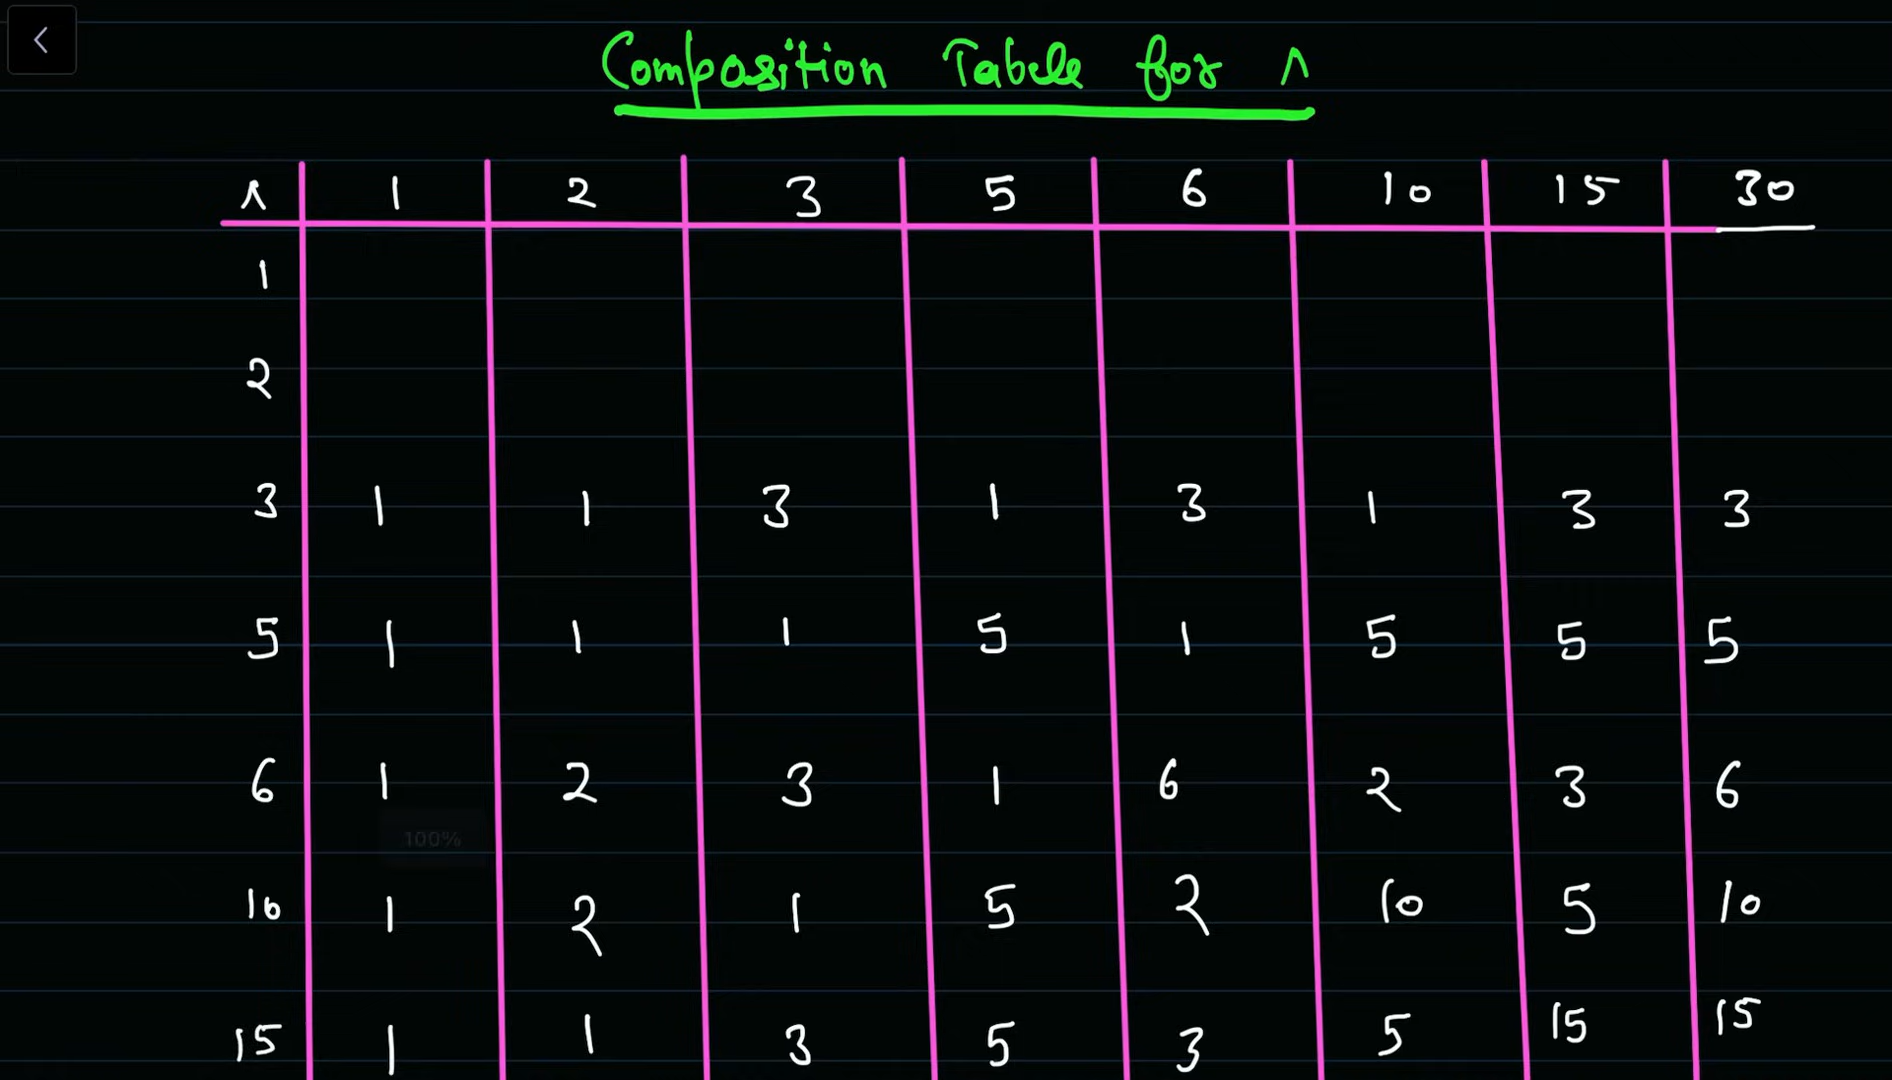 Composition Table for ∧
∧ 1 2 3 5 6 10 15 30
1
2
3 1 1 3 1 3 1 3 3
5 1 1 1 5 1 5 5 5
6 1 2 3 1 6 2 3 6
100%
10 1 2 1 5 2 10 5 10
15 1 1 3 5 3 5 15 15